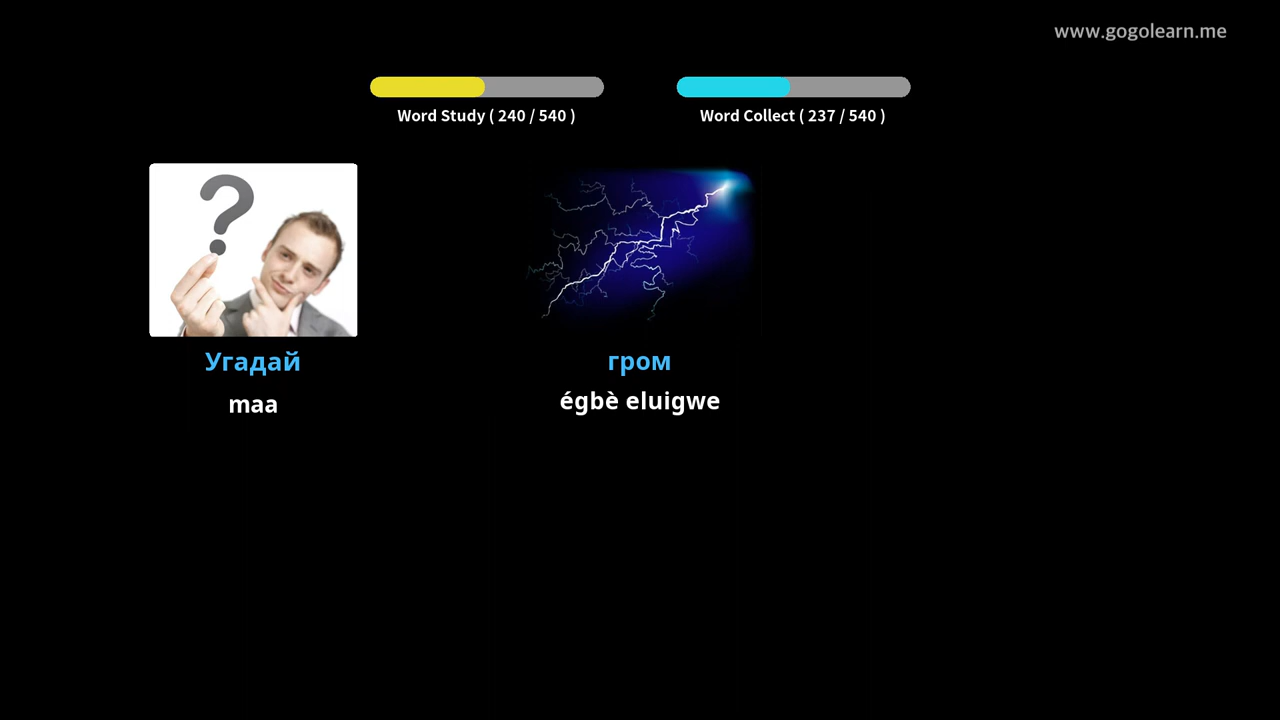 www.gogolearn.me
Word Study ( 240 / 540 )
Word Collect ( 237 / 540 )
?
Угадай
maa
гром
égbè eluigwe